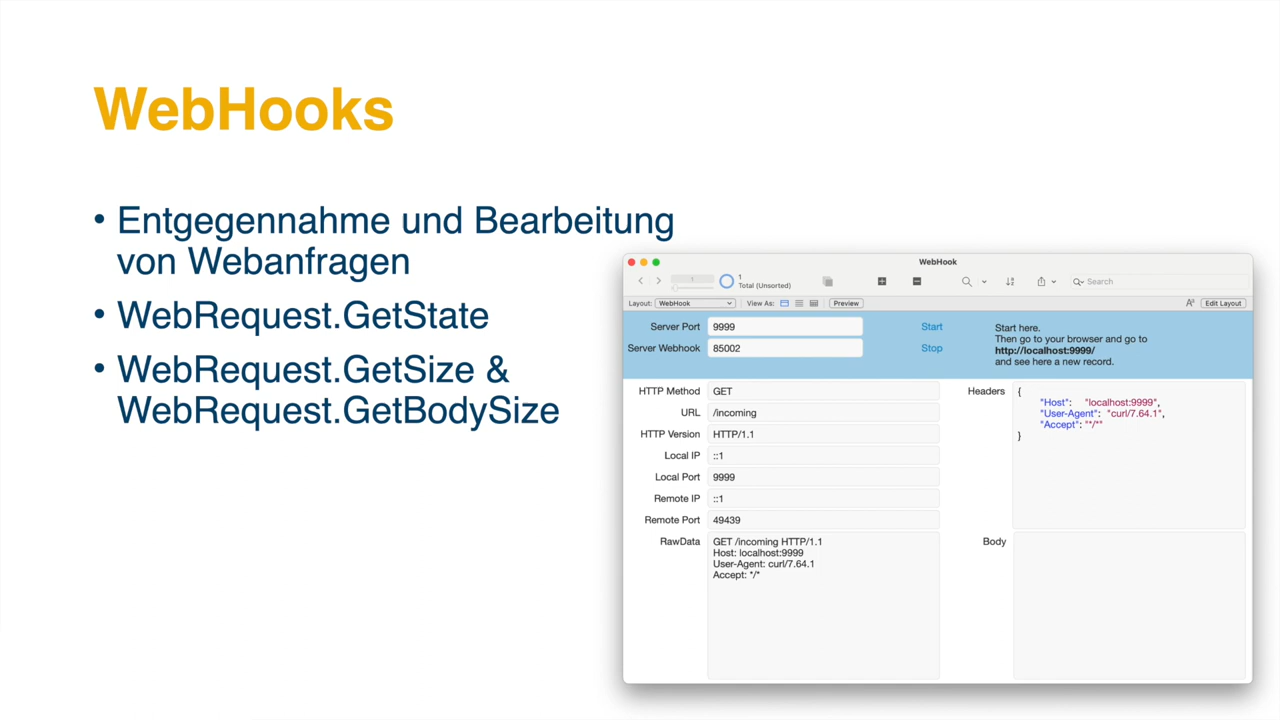 WebHooks
• Entgegennahme und Bearbeitung
von Webanfragen
• WebRequest.GetState
• WebRequest.GetSize &
WebRequest.GetBodySize
WebHook
1
1
Total (Unsorted)
Search
Layout: WebHook View As: Preview
Edit Layout
Server Port 9999 Start
Server Webhook 85002 Stop
Start here.
Then go to your browser and go to
http://localhost:9999/
and see here a new record.
HTTP Method GET
URL /incoming
HTTP Version HTTP/1.1
Local IP ::1
Local Port 9999
Remote IP ::1
Remote Port 49439
RawData GET /incoming HTTP/1.1
Host: localhost:9999
User-Agent: curl/7.64.1
Accept: */*
Headers {
"Host": "localhost:9999",
"User-Agent": "curl/7.64.1",
"Accept": "*/*"
}
Body